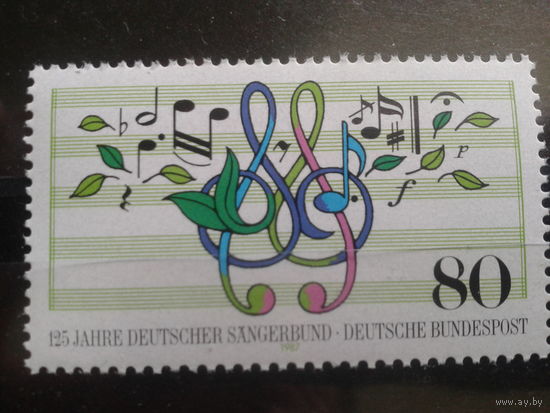 80
125 JAHRE DEUTSCHER SÄNGERBUND · DEUTSCHE BUNDESPOST
1987
© www.ay.by